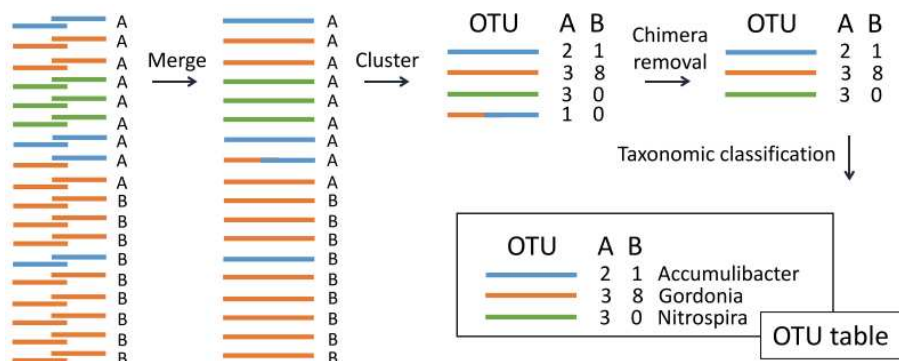 A
A
A
A
A
A
A
A
A
B
B
B
B
B
B
B
B
B
Merge
A
A
A
A
A
A
A
A
A
B
B
B
B
B
B
B
B
B
Cluster
OTU A B
2 1
3 8
3 0
1 0
Chimera
removal
OTU A B
2 1
3 8
3 0
Taxonomic classification
OTU A B
2 1 Accumulibacter
3 8 Gordonia
3 0 Nitrospira
OTU table